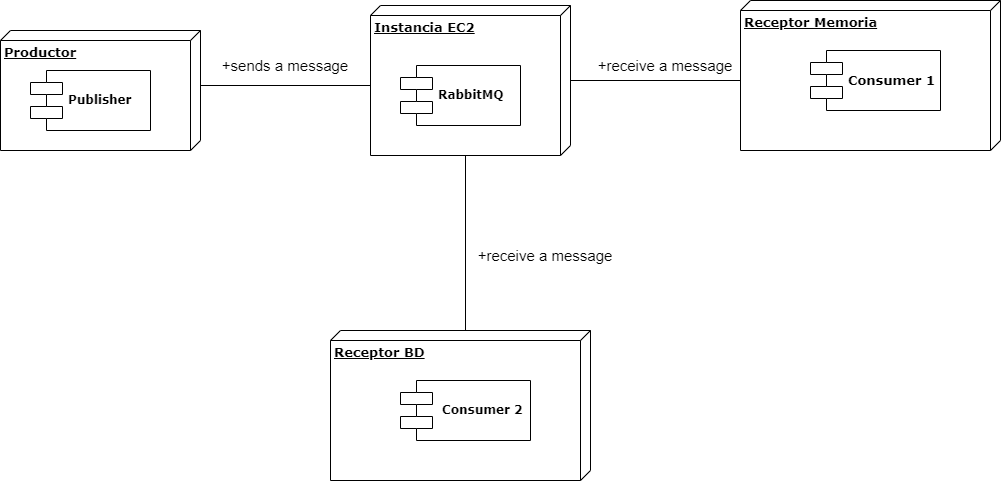 Productor
Publisher
+sends a message
Instancia EC2
RabbitMQ
+receive a message
Receptor Memoria
Consumer 1
+receive a message
Receptor BD
Consumer 2